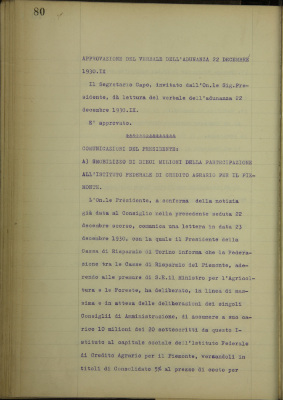 80
APPROVAZIONE DEL VERBALE DELL'ADUNANZA 22 DICEMBRE
1930.IX
Il Segretario Capo, invitato dall'On.le Sig.Pre-
sidente, dà lettura del verbale dell'adunanza 22
dicembre 1930.IX.
E' approvato.
COMUNICAZIONI DEL PRESIDENTE:
A) SMOBILIZZO DI DIECI MILIONI DELLA PARTECIPAZIONE
ALL'ISTITUTO FEDERALE DI CREDITO AGRARIO PER IL PIE-
MONTE.
L'On.le Presidente, a conferma della notizia
già data al Consiglio nella precedente seduta 22
dicembre scorso, comunica una lettera in data 23
dicembre 1930, con la quale il Presidente della
Cassa di Risparmio di Torino informa che la Federa-
zione tra le Casse di Risparmio del Piemonte, ade-
rendo alle premure di S.E.il Ministro per l'Agricol-
tura e le Foreste, ha deliberato, in linea di mas-
sima e in attesa delle deliberazioni dei singoli
Consigli di Amministrazione, di assumere a suo ca-
rico 10 milioni dei 20 sottoscritti da questo I-
stituto al capitale sociale dell'Istituto Federale
di Credito Agrario per il Piemonte, versandoli in
titoli di Consolidato 5% al prezzo di costo per